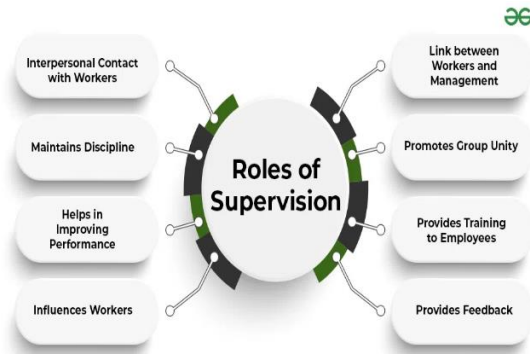 Interpersonal Contact
with Workers
Maintains Discipline
Helps in
Improving
Performance
Influences Workers
Roles of
Supervision
Link between
Workers and
Management
Promotes Group Unity
Provides Training
to Employees
Provides Feedback